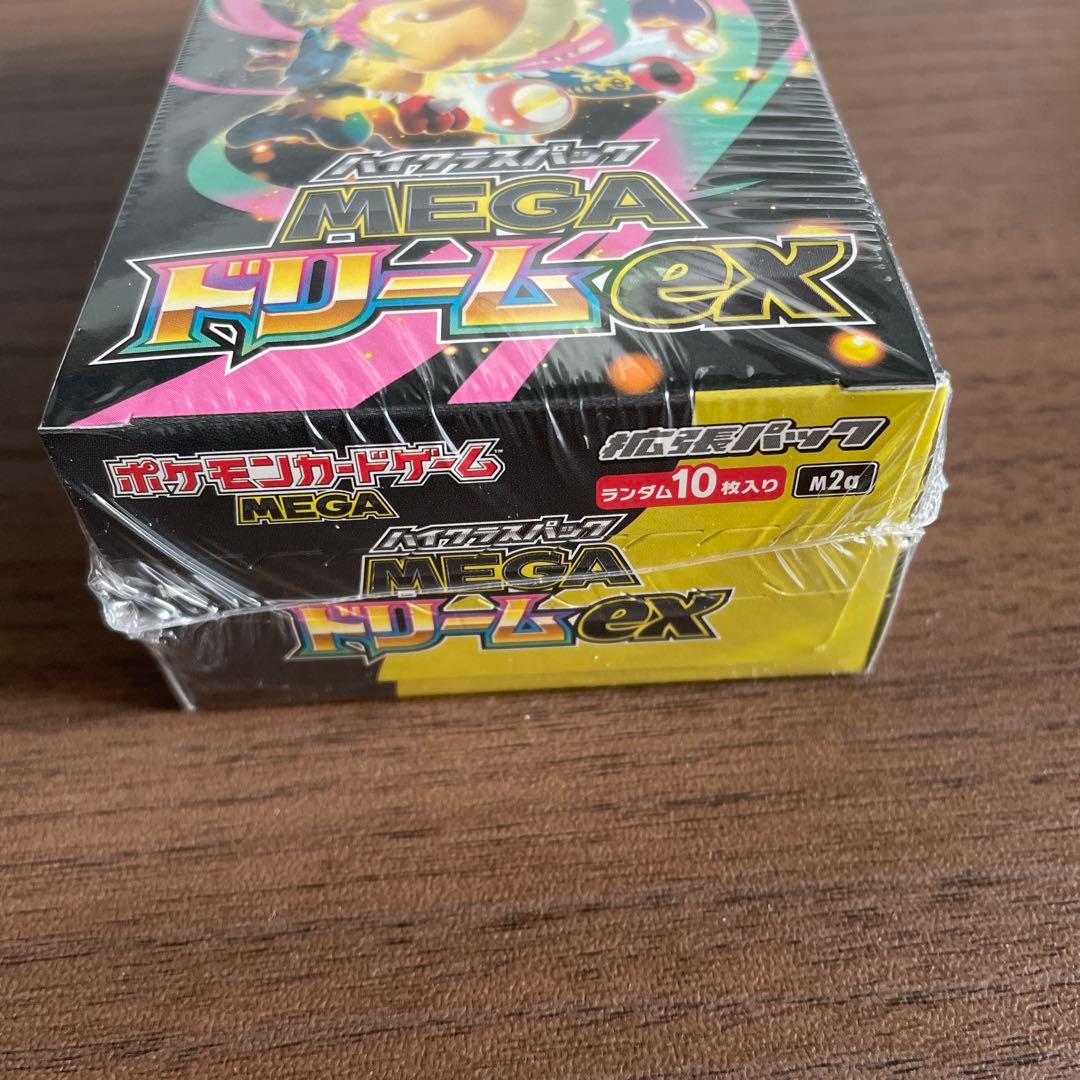 ハイクラスパック
MEGA
ドリームex
ポケモンカードゲーム™
MEGA
拡張パック
ランダム10枚入り
M2a
ハイクラスパック
MEGA
ドリームex